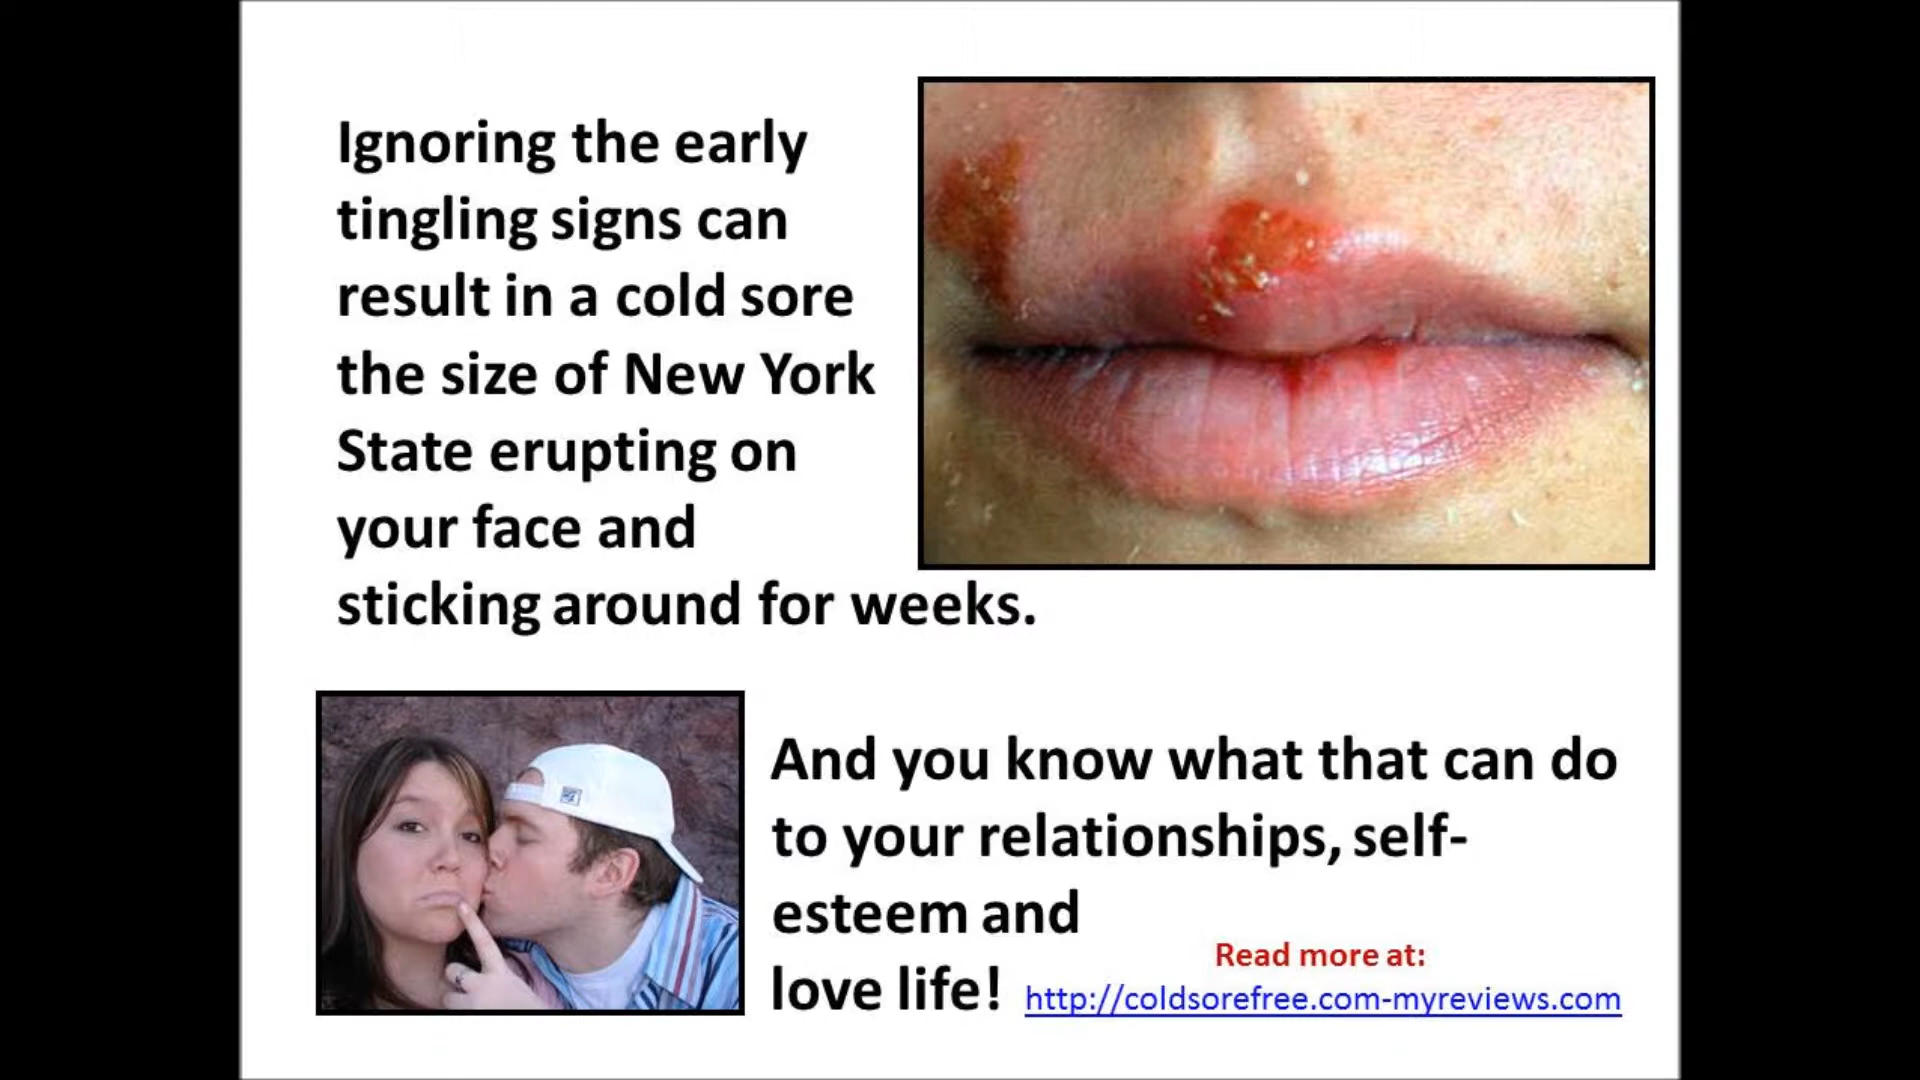 Ignoring the early
tingling signs can
result in a cold sore
the size of New York
State erupting on
your face and
sticking around for weeks.
And you know what that can do
to your relationships, self-
esteem and
love life!
Read more at:
http://coldsorefree.com-myreviews.com